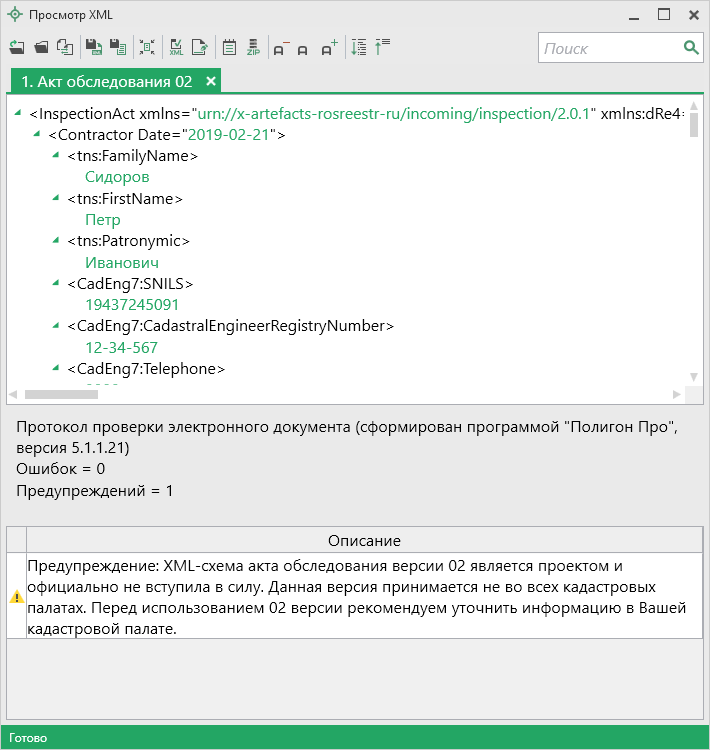 Просмотр XML
XML
ZIP
Поиск
1. Акт обследования 02
<InspectionAct xmlns="urn://x-artefacts-rosreestr-ru/incoming/inspection/2.0.1" xmlns:dRe4=
<Contractor Date="2019-02-21">
<tns:FamilyName>
Сидоров
<tns:FirstName>
Петр
<tns:Patronymic>
Иванович
<CadEng7:SNILS>
19437245091
<CadEng7:CadastralEngineerRegistryNumber>
12-34-567
<CadEng7:Telephone>
Протокол проверки электронного документа (сформирован программой "Полигон Про",
версия 5.1.1.21)
Ошибок = 0
Предупреждений = 1
Описание
Предупреждение: XML-схема акта обследования версии 02 является проектом и
официально не вступила в силу. Данная версия принимается не во всех кадастровых
палатах. Перед использованием 02 версии рекомендуем уточнить информацию в Вашей
кадастровой палате.
Готово